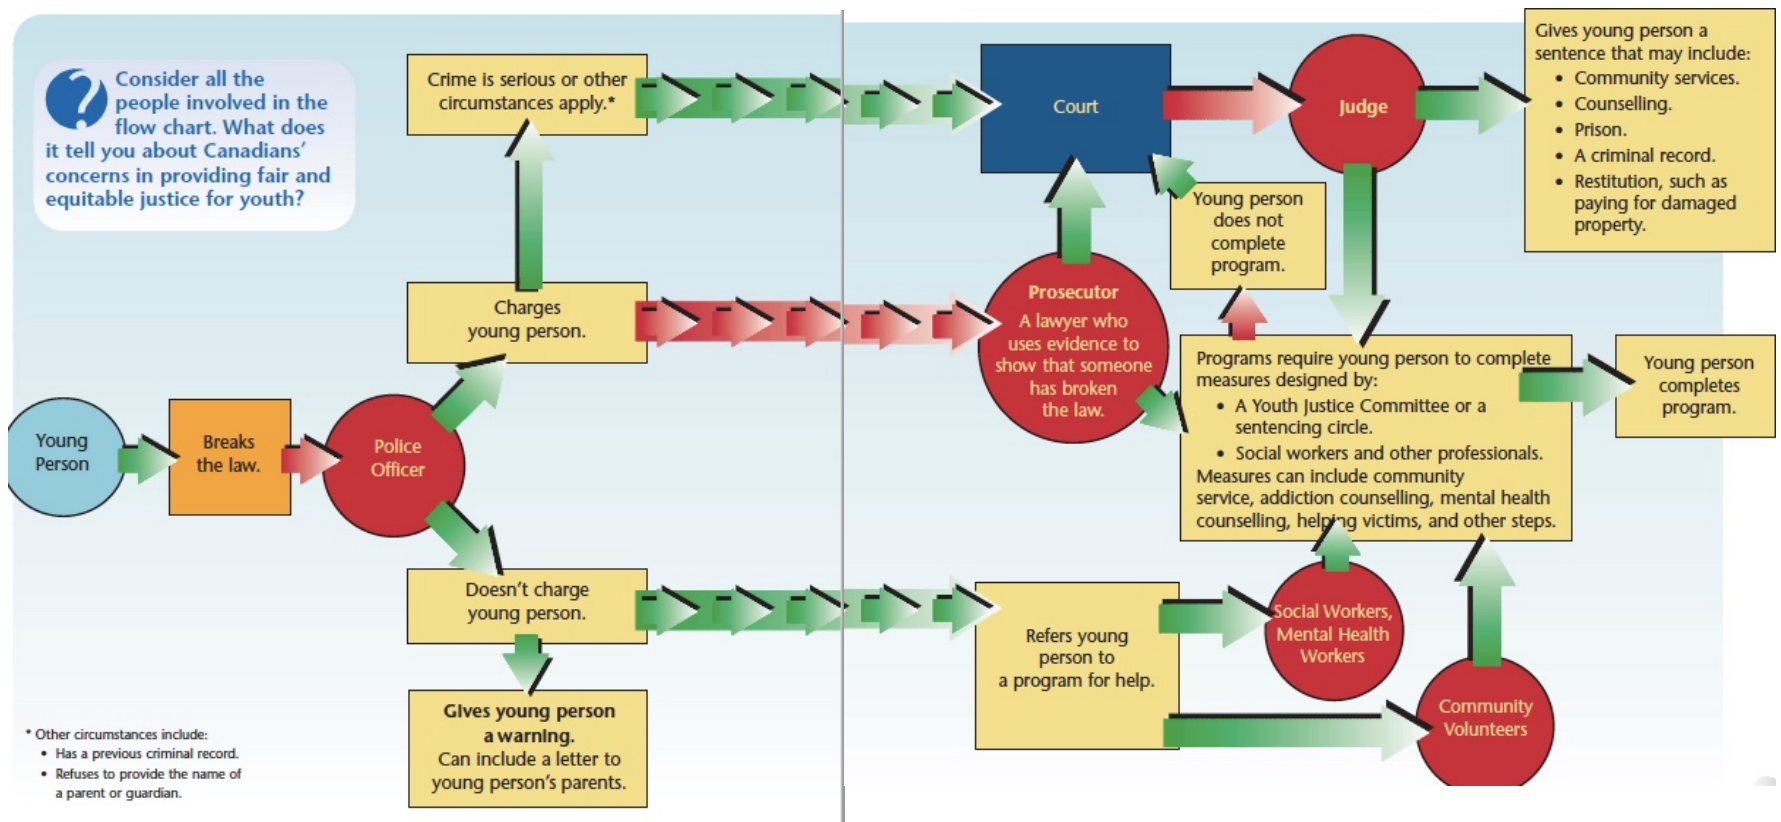 Consider all the
people involved in the
flow chart. What does
it tell you about Canadians'
concerns in providing fair and
equitable justice for youth?
Young
Person
Breaks
the law.
Police
Officer
Crime is serious or other
circumstances apply.*
Charges
young person.
Doesn't charge
young person.
Gives young person
a warning.
Can include a letter to
young person's parents.
* Other circumstances include:
• Has a previous criminal record.
• Refuses to provide the name of
a parent or guardian.
Court
Judge
Gives young person a
sentence that may include:
• Community services.
• Counselling.
• Prison.
• A criminal record.
• Restitution, such as
paying for damaged
property.
Young person
does not
complete
program.
Prosecutor
A lawyer who
uses evidence to
show that someone
has broken
the law.
Programs require young person to complete
measures designed by:
• A Youth Justice Committee or a
sentencing circle.
• Social workers and other professionals.
Measures can include community
service, addiction counselling, mental health
counselling, helping victims, and other steps.
Young person
completes
program.
Refers young
person to
a program for help.
Social Workers,
Mental Health
Workers
Community
Volunteers